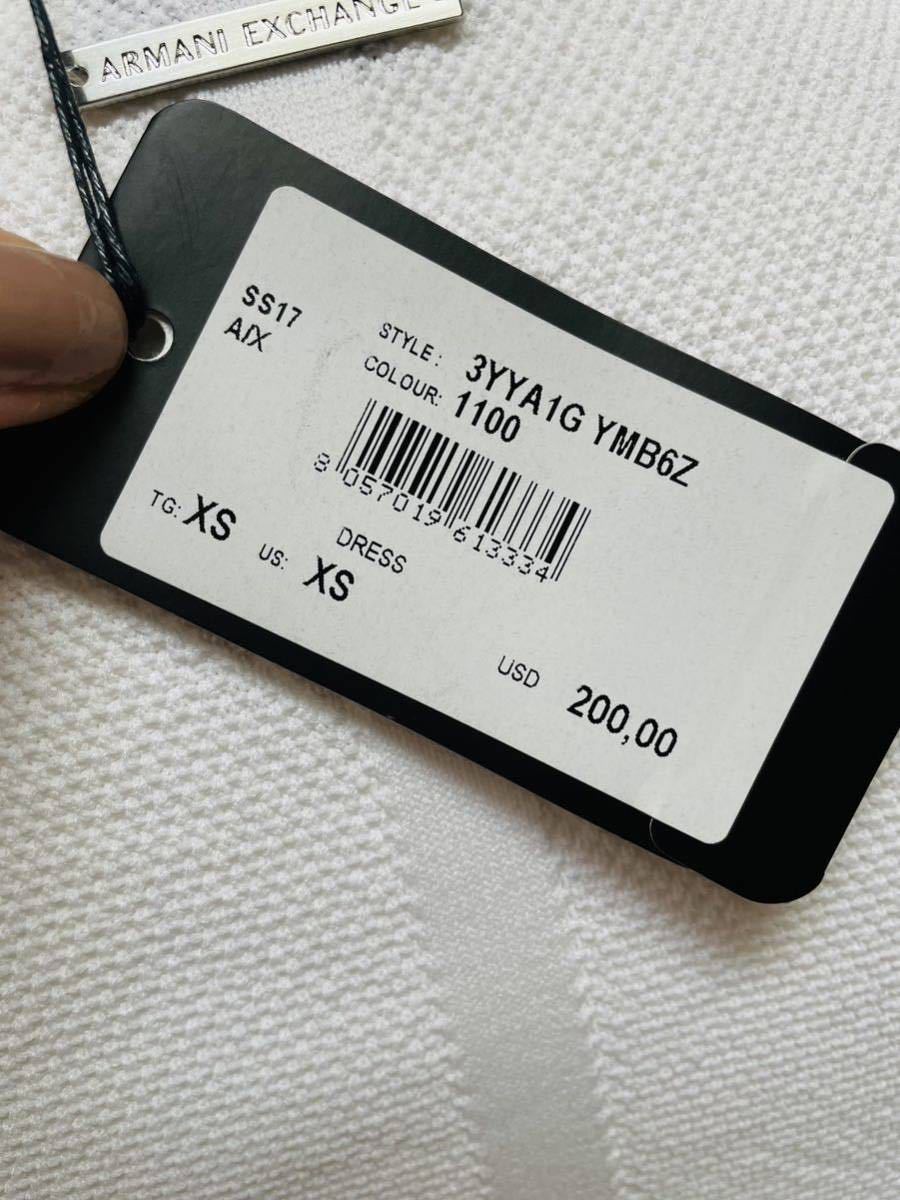 ARMANI EXCHANGE
SS17
A/X
STYLE: 3YYA1G YMB6Z
COLOUR: 1100
8 057019 613334
TG: XS
DRESS
US: XS
USD 200,00